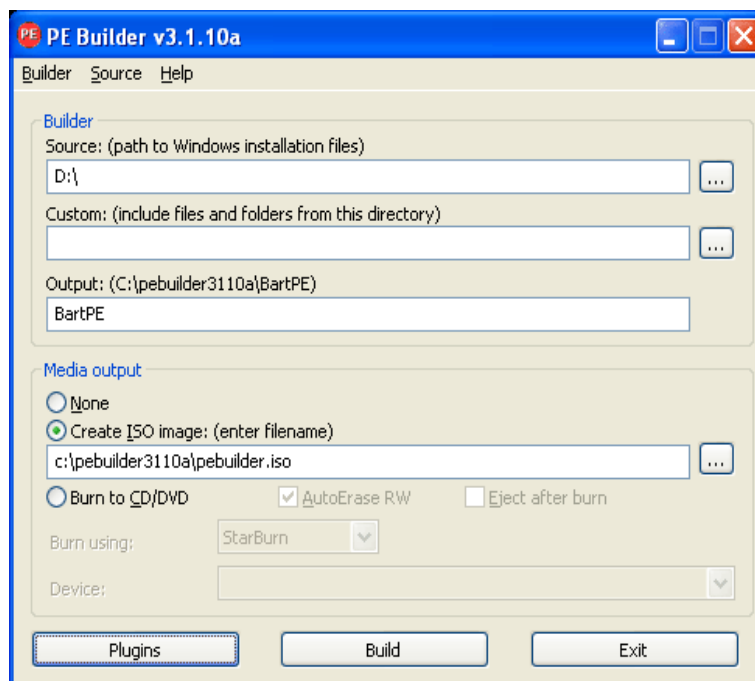 PE PE Builder v3.1.10a
Builder Source Help
Builder
Source: (path to Windows installation files)
D:\
...
Custom: (include files and folders from this directory)
...
Output: (C:\pebuilder3110a\BartPE)
BartPE
Media output
None
Create ISO image: (enter filename)
c:\pebuilder3110a\pebuilder.iso
...
Burn to CD/DVD AutoErase RW Eject after burn
Burn using: StarBurn
Device:
Plugins Build Exit